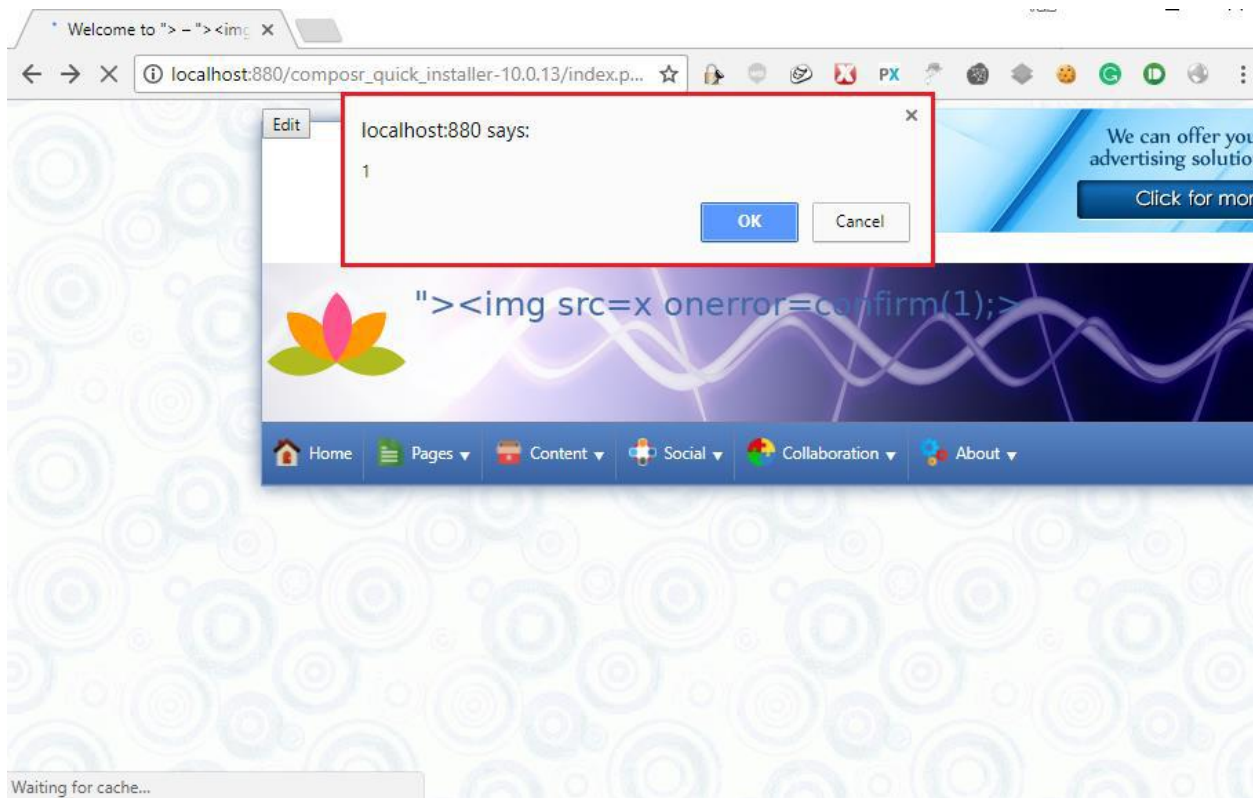 Welcome to "> – "><img
localhost:880/composr_quick_installer-10.0.13/index.p...
PX
G
D
Edit
localhost:880 says:
1
OK
Cancel
We can offer you
advertising solutio
Click for mor
"><img src=x onerror=confirm(1);>
Home
Pages
Content
Social
Collaboration
About
Waiting for cache...